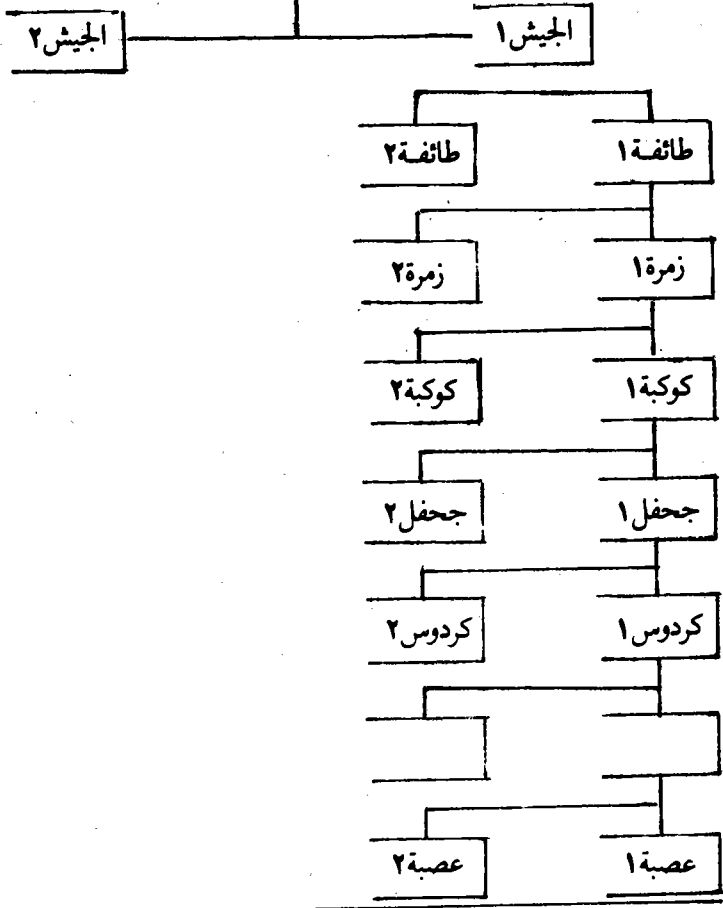 الجيش١ الجيش٢
طائفة١ طائفة٢
زمرة١ زمرة٢
كوكبة١ كوكبة٢
جحفل١ جحفل٢
كردوس١ كردوس٢
عصبة١ عصبة٢